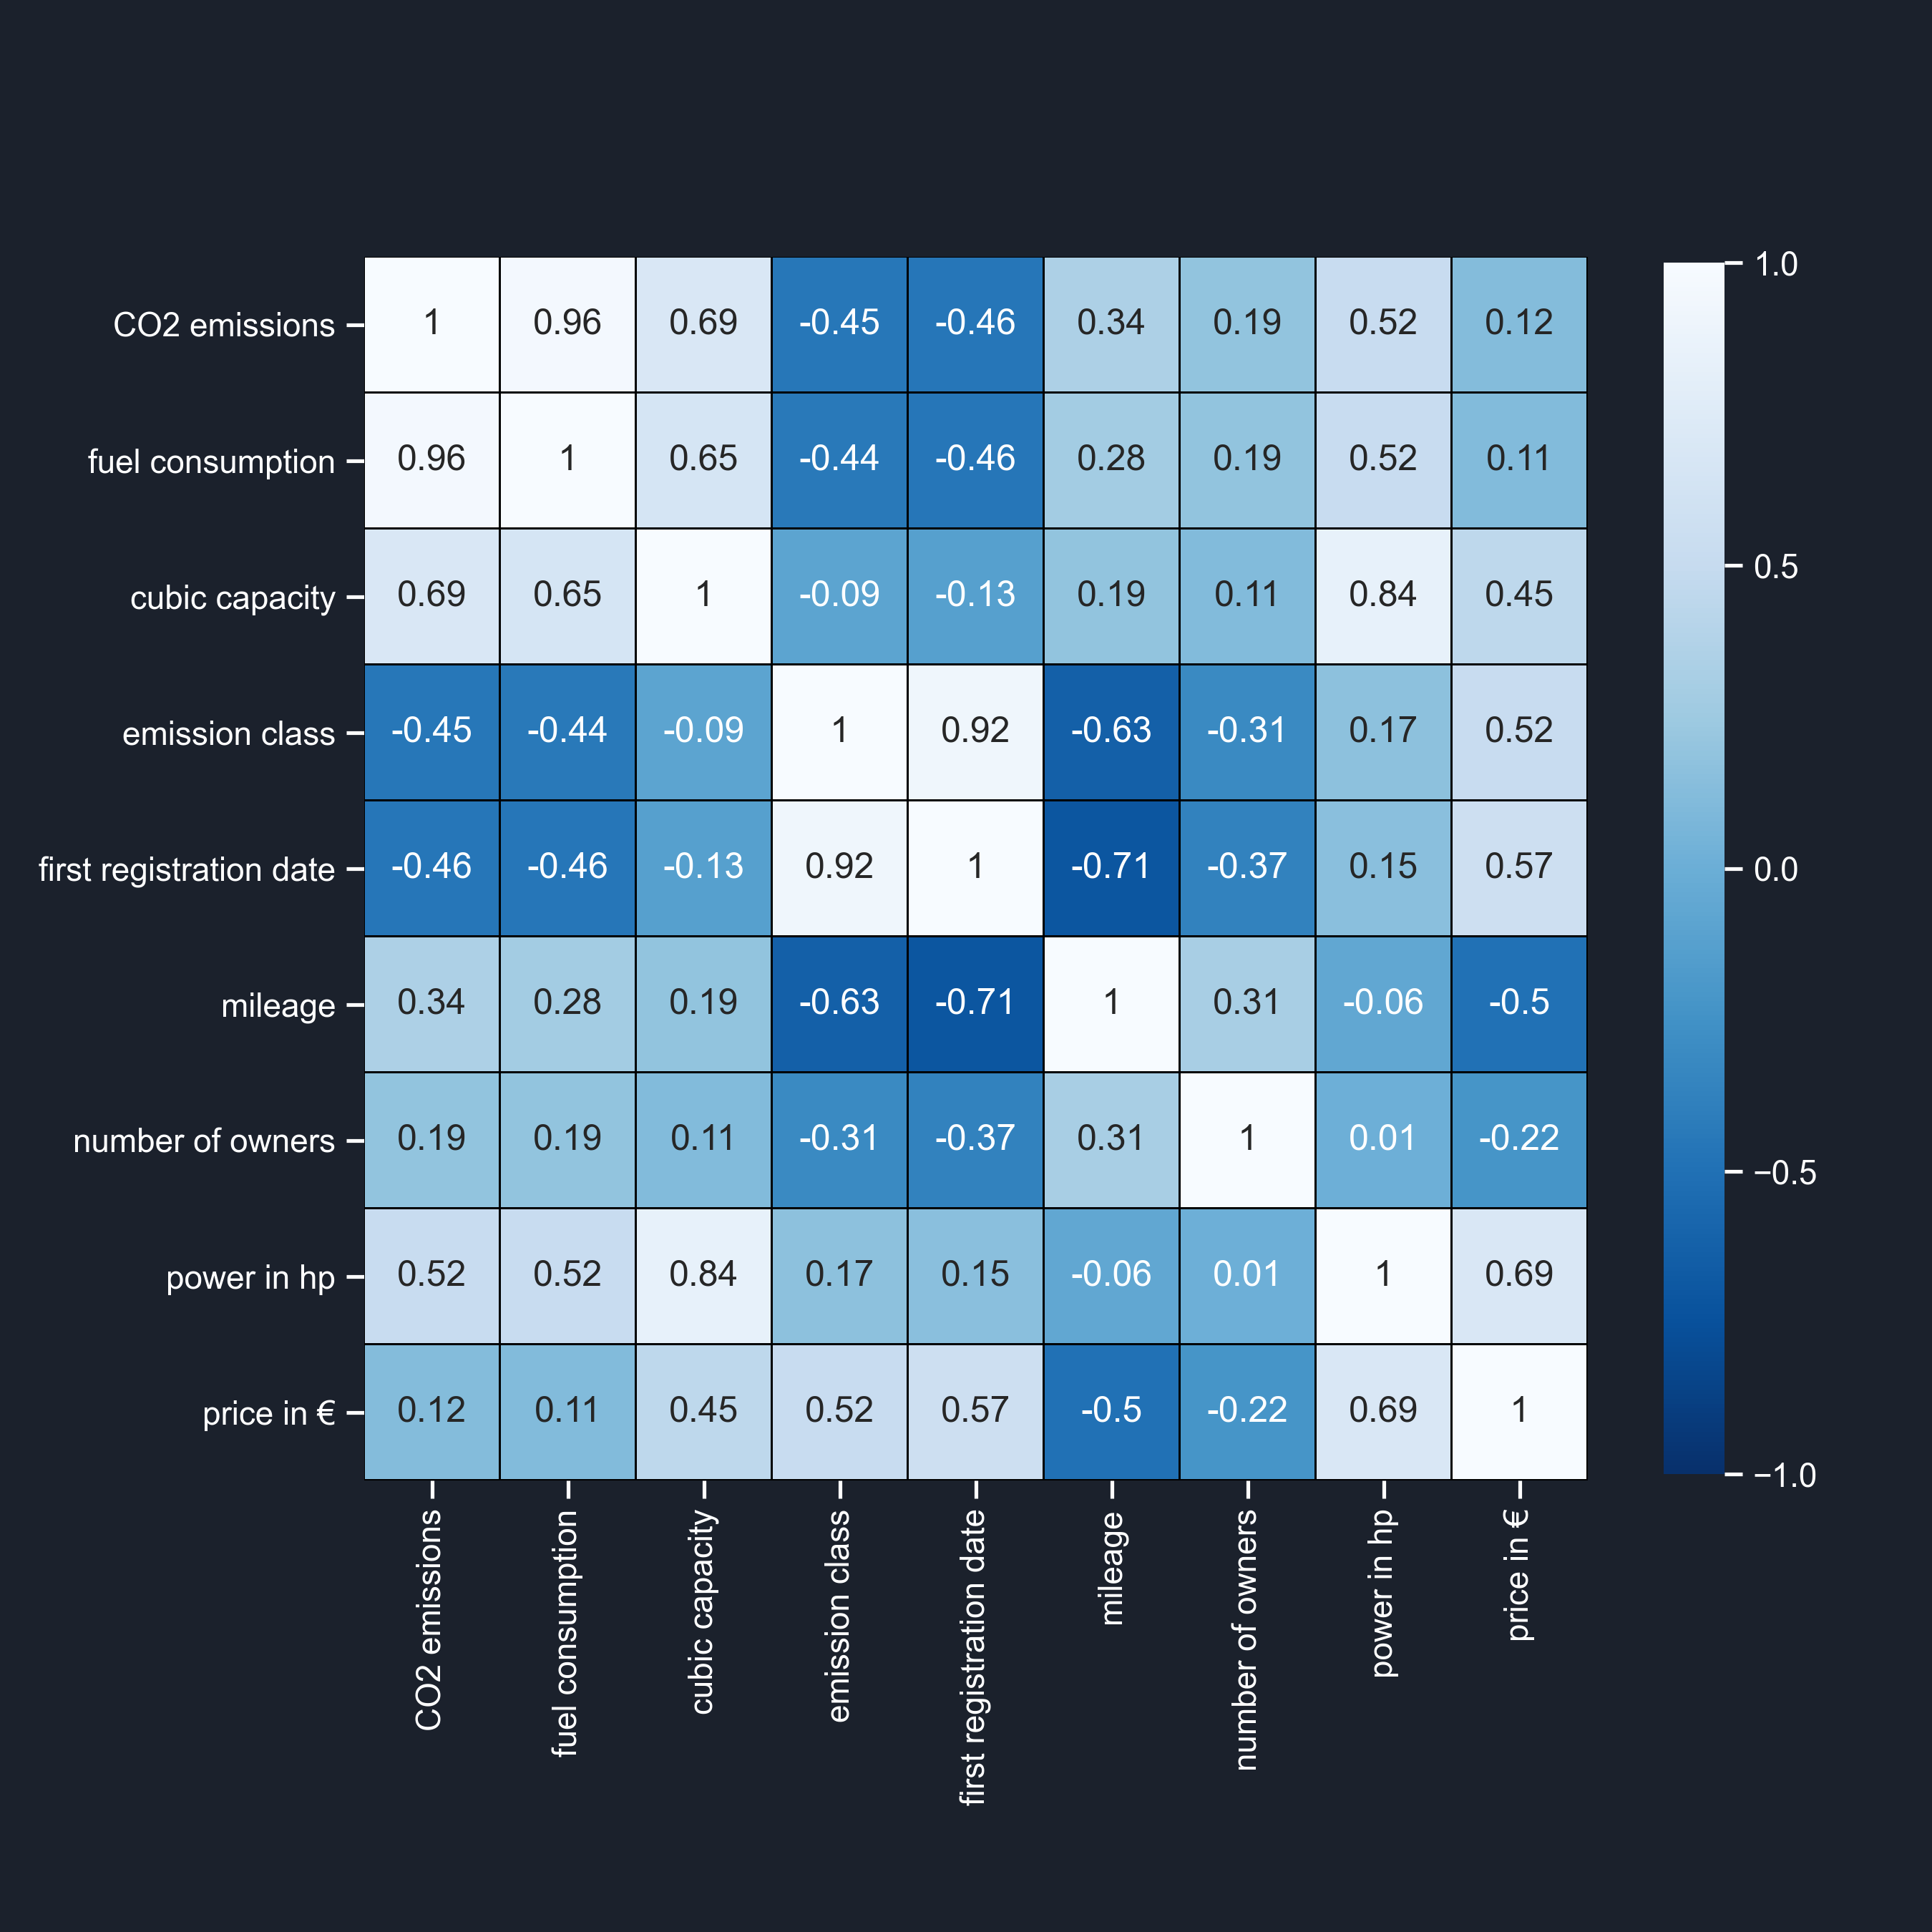 CO2 emissions 1 0.96 0.69 -0.45 -0.46 0.34 0.19 0.52 0.12
fuel consumption 0.96 1 0.65 -0.44 -0.46 0.28 0.19 0.52 0.11
cubic capacity 0.69 0.65 1 -0.09 -0.13 0.19 0.11 0.84 0.45
emission class -0.45 -0.44 -0.09 1 0.92 -0.63 -0.31 0.17 0.52
first registration date -0.46 -0.46 -0.13 0.92 1 -0.71 -0.37 0.15 0.57
mileage 0.34 0.28 0.19 -0.63 -0.71 1 0.31 -0.06 -0.5
number of owners 0.19 0.19 0.11 -0.31 -0.37 0.31 1 0.01 -0.22
power in hp 0.52 0.52 0.84 0.17 0.15 -0.06 0.01 1 0.69
price in € 0.12 0.11 0.45 0.52 0.57 -0.5 -0.22 0.69 1
CO2 emissions
fuel consumption
cubic capacity
emission class
first registration date
mileage
number of owners
power in hp
price in €
1.0
0.5
0.0
−0.5
−1.0